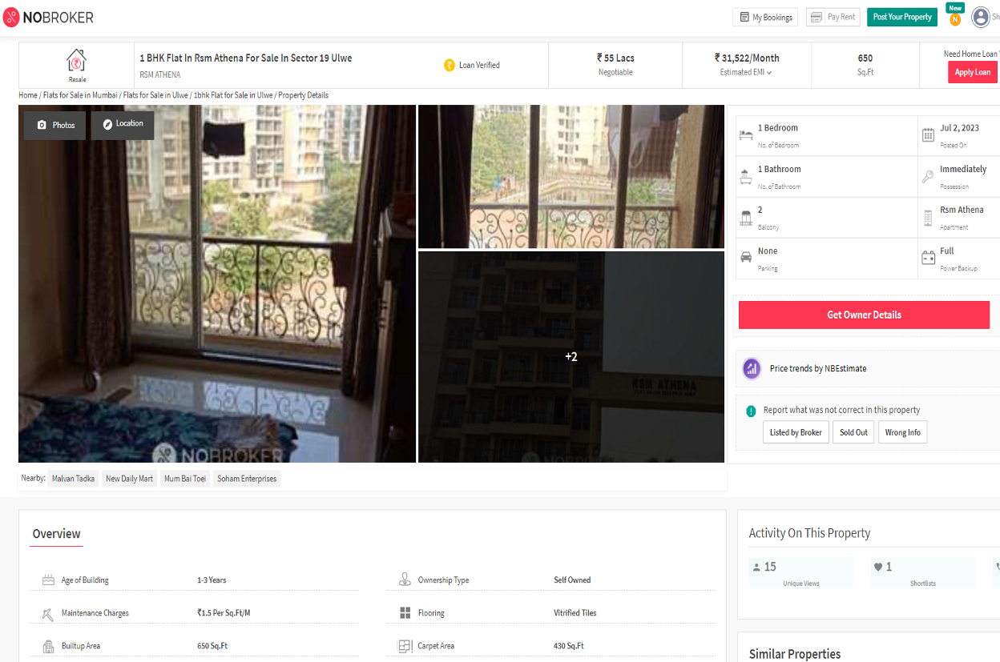 NOBROKER
My Bookings
Pay Rent
Post Your Property
New
N
Sh
Resale
1 BHK Flat In Rsm Athena For Sale In Sector 19 Ulwe
RSM ATHENA
Loan Verified
₹ 55 Lacs
Negotiable
₹ 31,522/Month
Estimated EMI
650
Sq.Ft
Need Home Loan
Apply Loan
Home / Flats for Sale in Mumbai / Flats for Sale in Ulwe / 1bhk Flat for Sale in Ulwe / Property Details
Photos
Location
+2
RSM ATHENA
NOBROKER
NOBROKER
1 Bedroom
No. of Bedroom
Jul 2, 2023
Posted On
1 Bathroom
No. of Bathroom
Immediately
Possession
2
Balcony
Rsm Athena
Apartment
None
Parking
Full
Power Backup
Get Owner Details
Price trends by NBEstimate
Report what was not correct in this property
Listed by Broker
Sold Out
Wrong Info
Nearby: Malvan Tadka New Daily Mart Mum Bai Toei Soham Enterprises
Overview
Age of Building 1-3 Years
Ownership Type Self Owned
Maintenance Charges ₹1.5 Per Sq.Ft/M
Flooring Vitrified Tiles
Builtup Area 650 Sq.Ft
Carpet Area 430 Sq.Ft
Activity On This Property
15
Unique Views
1
Shortlists
Similar Properties